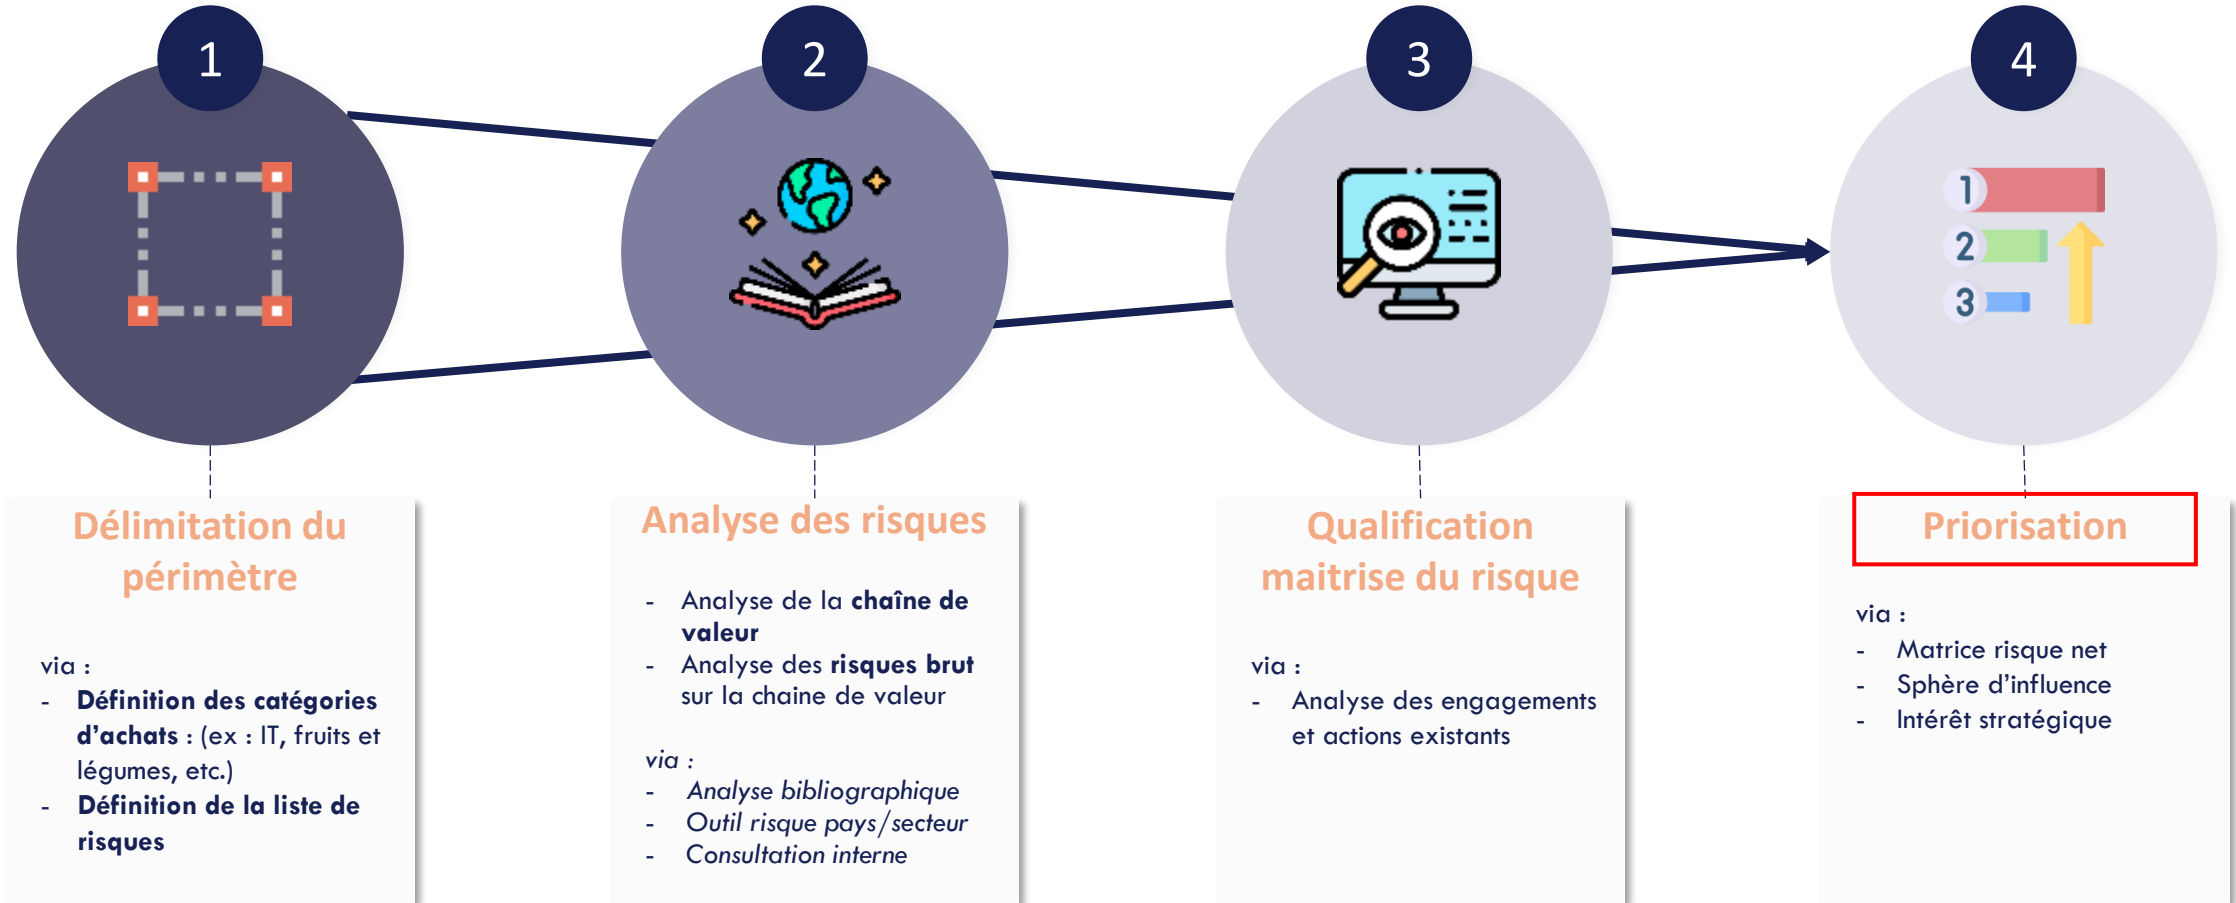 1
Délimitation du
périmètre
via :
- Définition des catégories
d'achats : (ex : IT, fruits et
légumes, etc.)
- Définition de la liste de
risques
2
Analyse des risques
- Analyse de la chaîne de
valeur
- Analyse des risques brut
sur la chaine de valeur
via :
- Analyse bibliographique
- Outil risque pays/secteur
- Consultation interne
3
Qualification
maitrise du risque
via :
- Analyse des engagements
et actions existants
4
1
2
3
Priorisation
via :
- Matrice risque net
- Sphère d'influence
- Intérêt stratégique